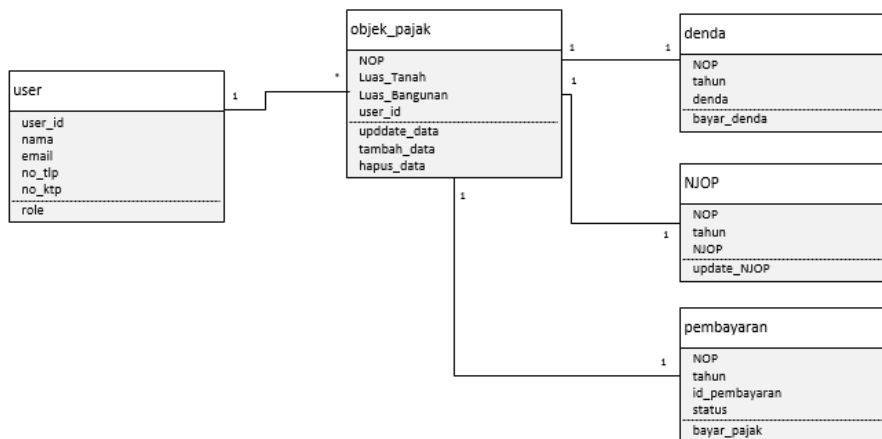 user
user_id
nama
email
no_tlp
no_ktp
role
1
*
objek_pajak
NOP
Luas_Tanah
Luas_Bangunan
user_id
upddate_data
tambah_data
hapus_data
1
1
1
1
1
1
denda
NOP
tahun
denda
bayar_denda
NJOP
NOP
tahun
NJOP
update_NJOP
pembayaran
NOP
tahun
id_pembayaran
status
bayar_pajak